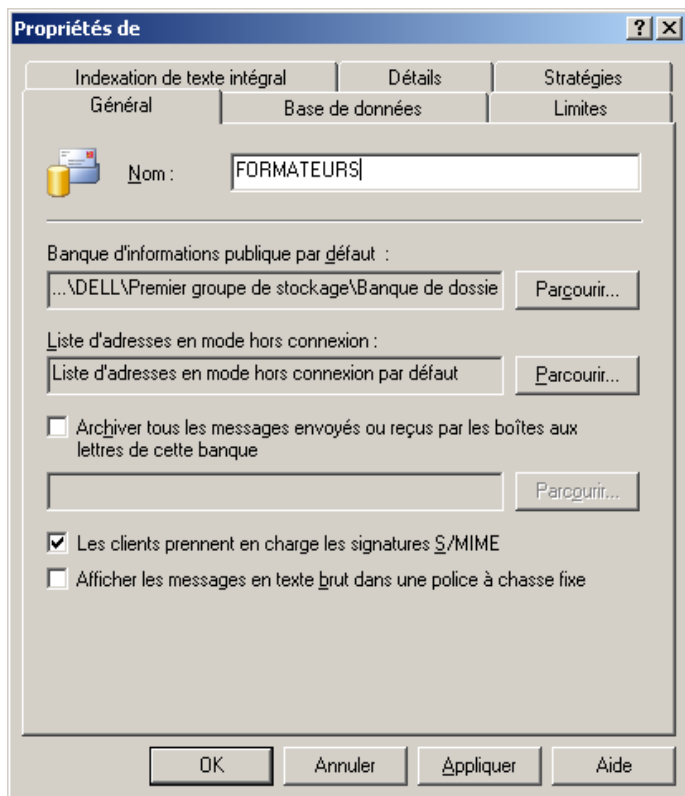 Propriétés de
Indexation de texte intégral Détails Stratégies
Général Base de données Limites
Nom : FORMATEURS
Banque d'informations publique par défaut :
...\DELL\Premier groupe de stockage\Banque de dossie Parcourir...
Liste d'adresses en mode hors connexion :
Liste d'adresses en mode hors connexion par défaut Parcourir...
Archiver tous les messages envoyés ou reçus par les boîtes aux
lettres de cette banque
Parcourir...
Les clients prennent en charge les signatures S/MIME
Afficher les messages en texte brut dans une police à chasse fixe
OK Annuler Appliquer Aide